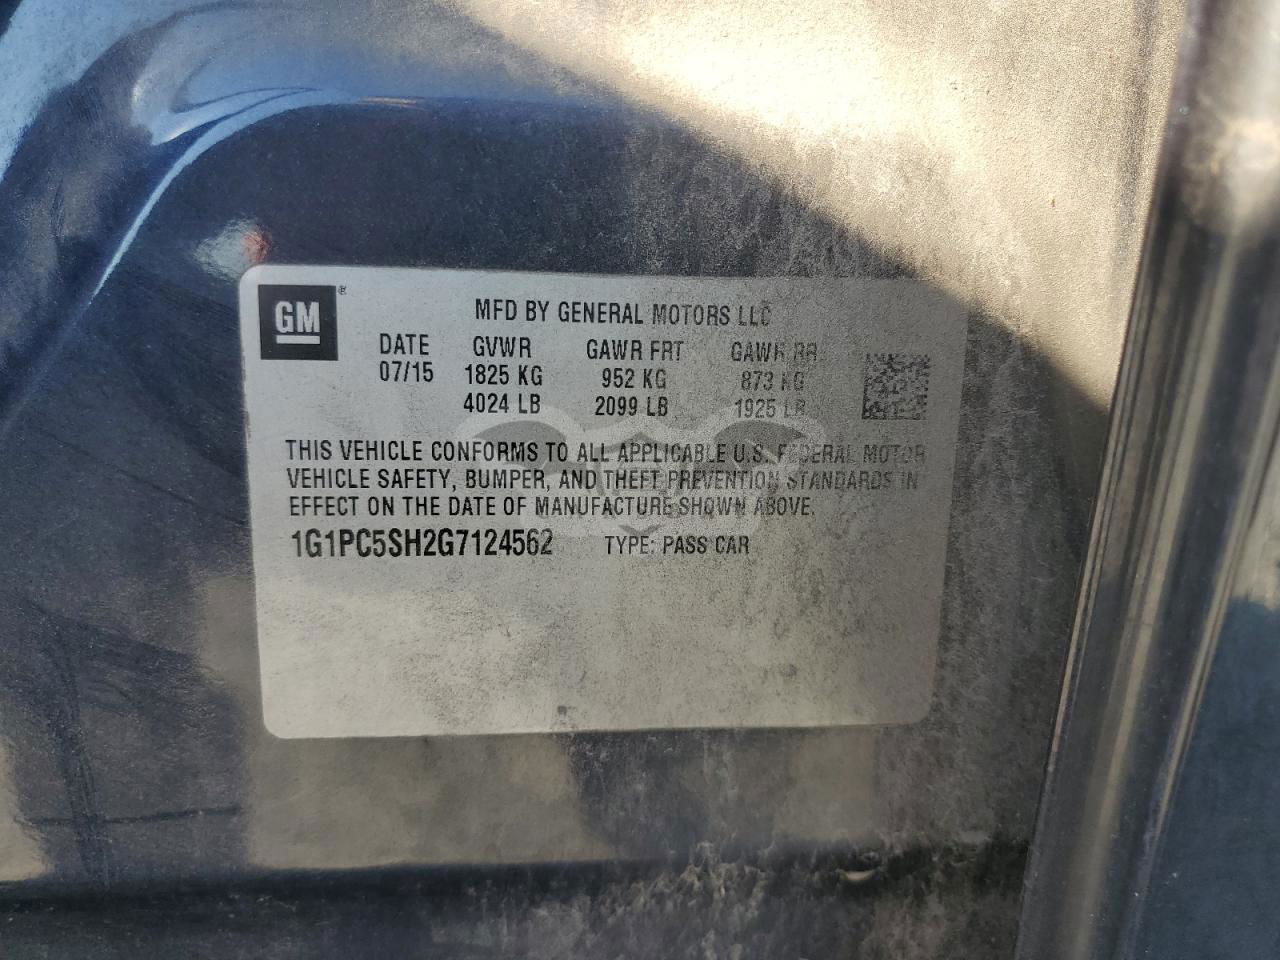 GM ®
MFD BY GENERAL MOTORS LLC
DATE GVWR GAWR FRT GAWR RR
07/15 1825 KG 952 KG 873 KG
4024 LB 2099 LB 1925 LB
THIS VEHICLE CONFORMS TO ALL APPLICABLE U.S. FEDERAL MOTOR
VEHICLE SAFETY, BUMPER, AND THEFT PREVENTION STANDARDS IN
EFFECT ON THE DATE OF MANUFACTURE SHOWN ABOVE.
1G1PC5SH2G7124562 TYPE: PASS CAR